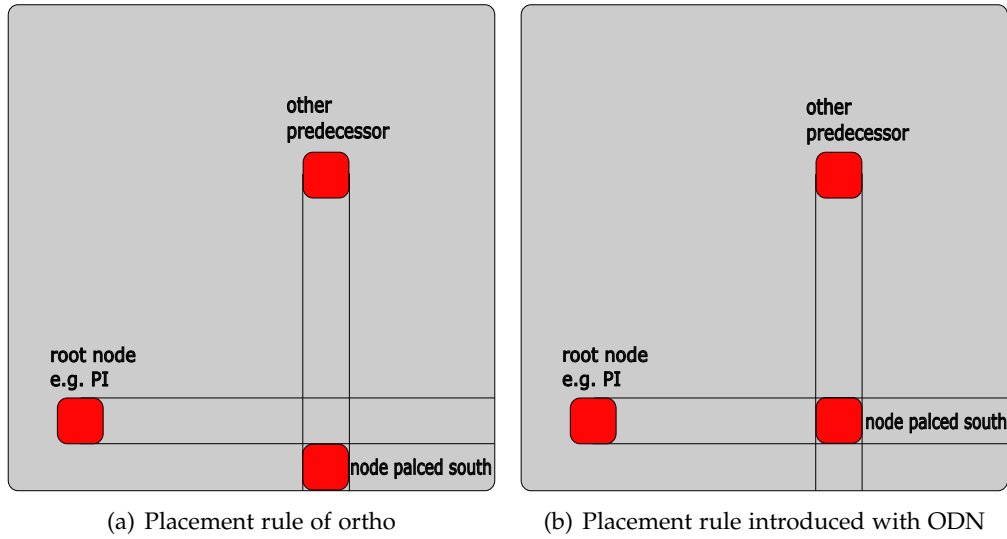 other
predecessor
root node
e.g. PI
node palced south
(a) Placement rule of ortho
other
predecessor
root node
e.g. PI
node palced south
(b) Placement rule introduced with ODN